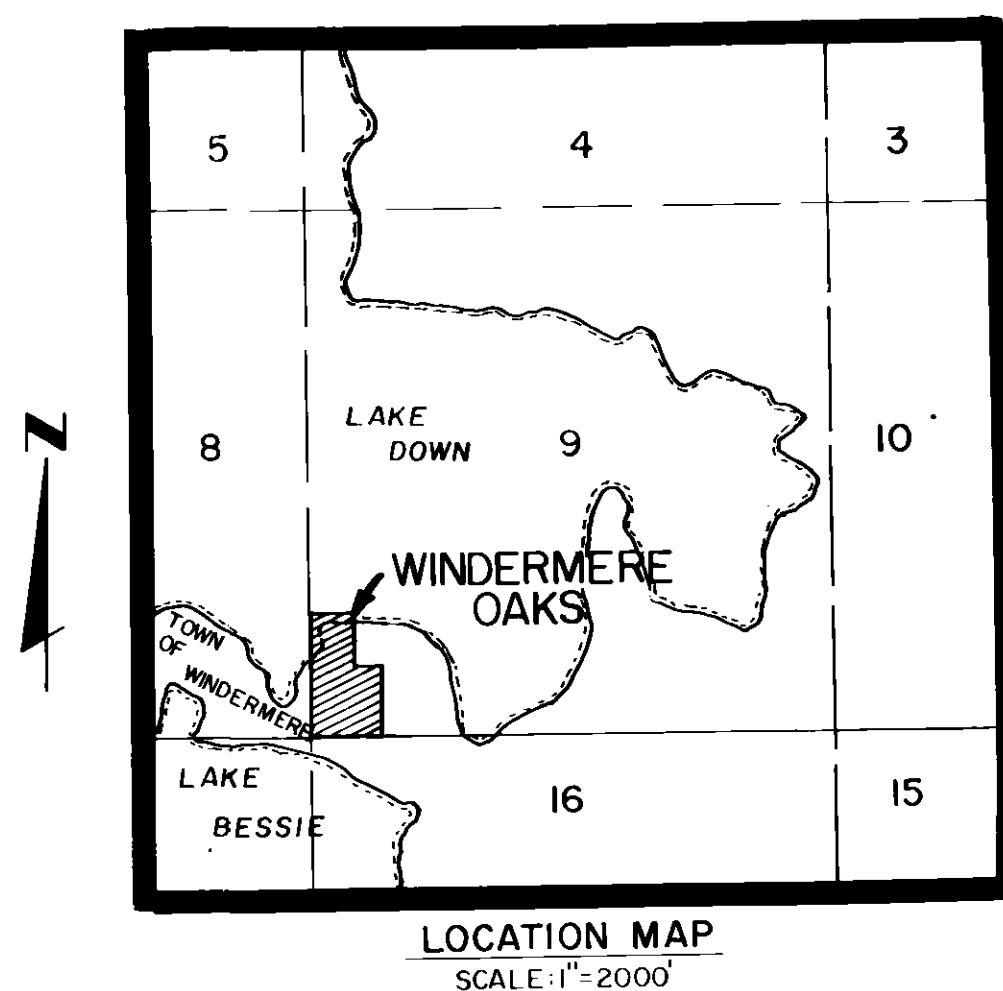 5
4
3
8
LAKE
DOWN
9
10
WINDERMERE
OAKS
TOWN
OF
WINDERMERE
LAKE
BESSIE
16
15
N
LOCATION MAP
SCALE:1"=2000'